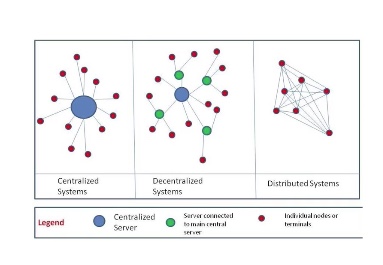 Centralized
Systems
Decentralized
Systems
Distributed Systems
Legend
Centralized
Server
Server connected
to main central
server
Individual nodes or
terminals